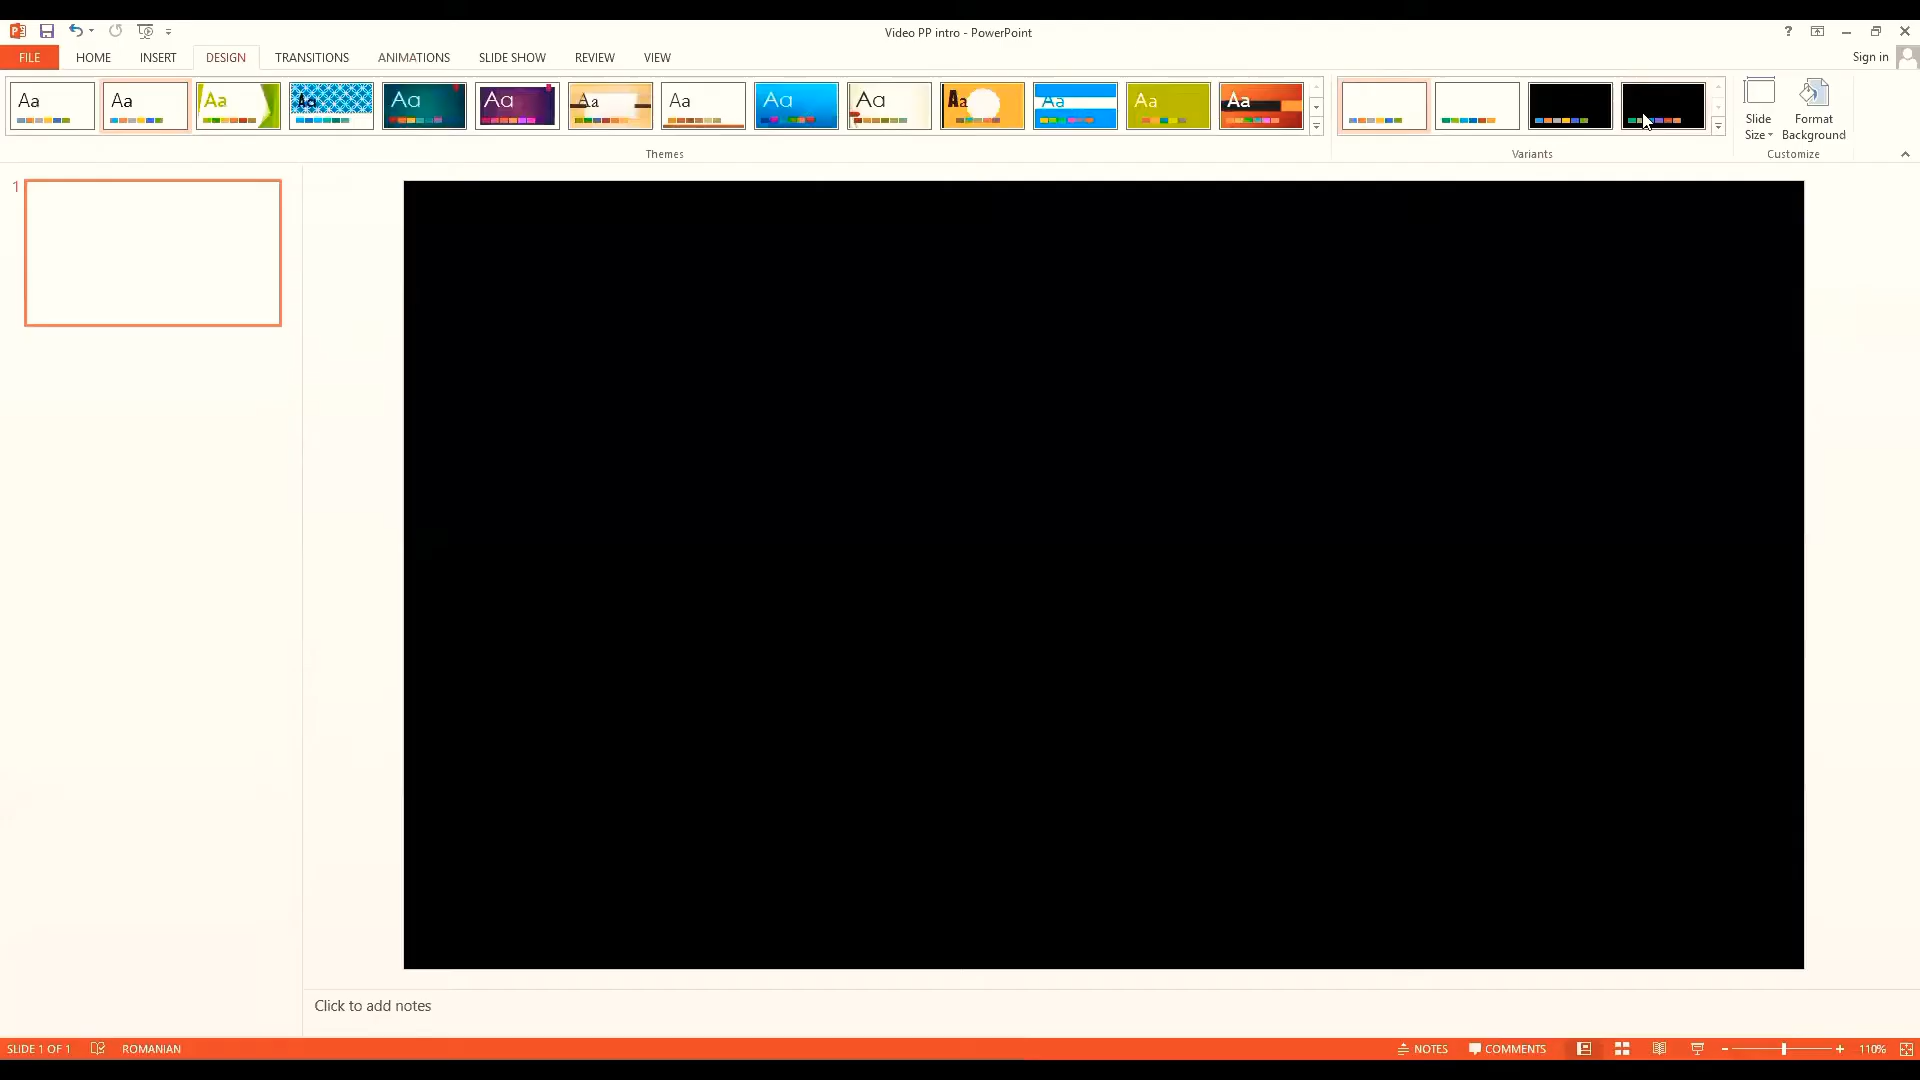 Video PP intro - PowerPoint
?
FILE HOME INSERT DESIGN TRANSITIONS ANIMATIONS SLIDE SHOW REVIEW VIEW
Sign in
Aa Aa Aa Aa Aa Aa Aa Aa Aa Aa Aa Aa Aa Aa
Slide Size
Format Background
Themes Variants Customize
1
Click to add notes
SLIDE 1 OF 1 ROMANIAN NOTES COMMENTS 110%